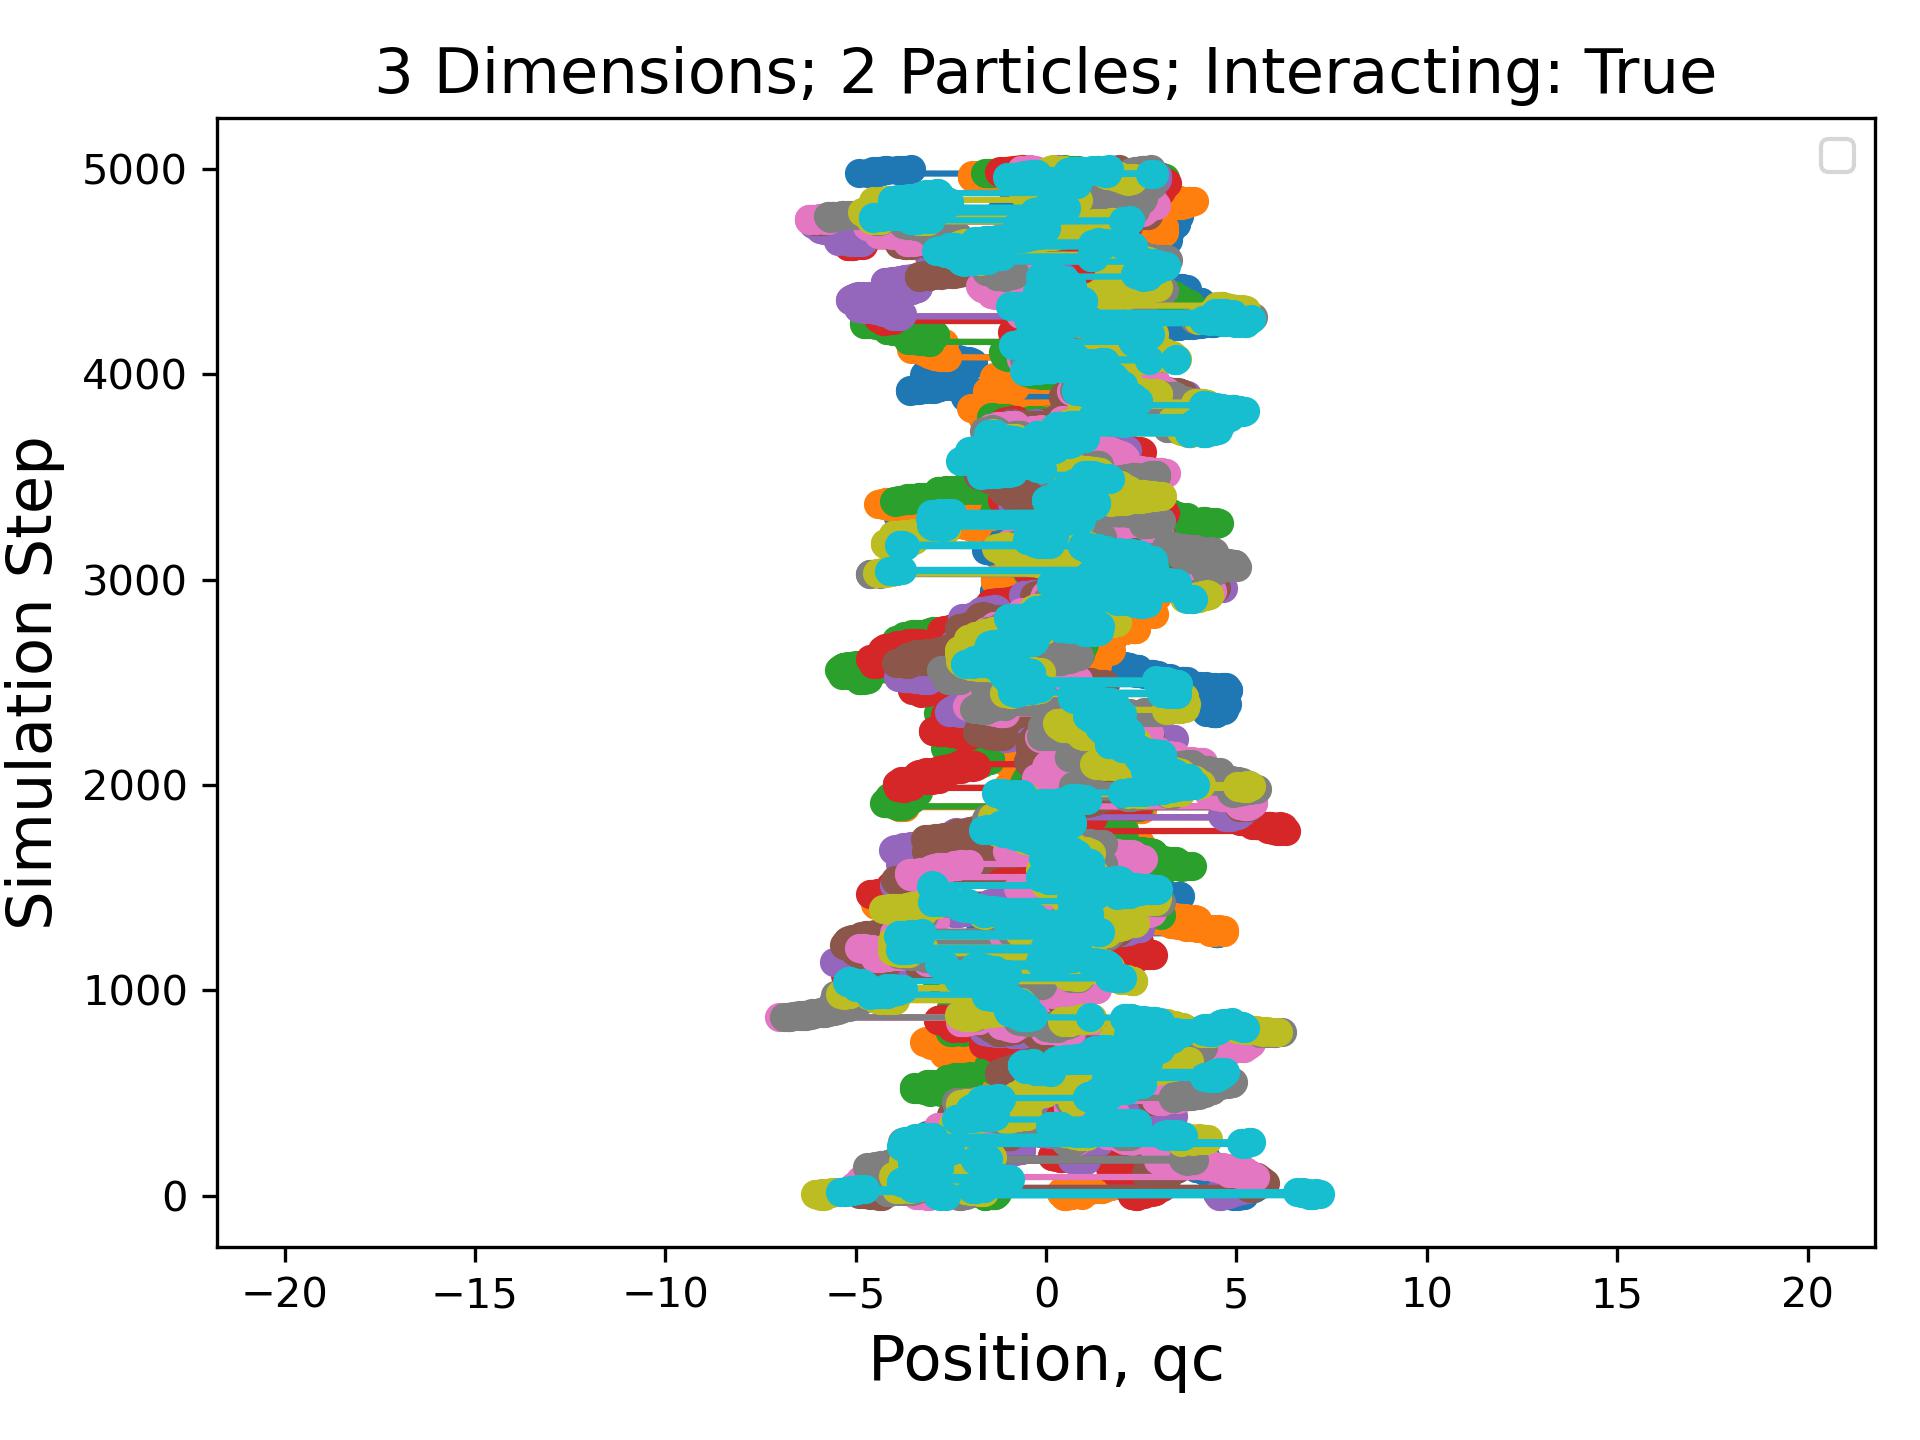 3 Dimensions; 2 Particles; Interacting: True
5000
4000
3000
2000
1000
0
Simulation Step
−20 −15 −10 −5 0 5 10 15 20
Position, qc